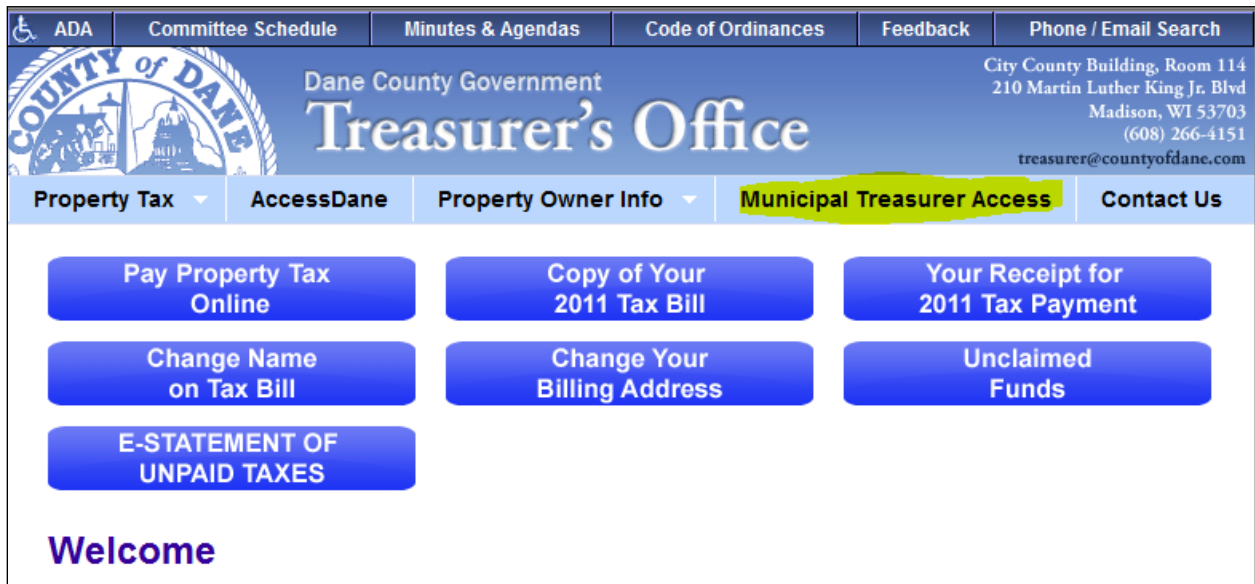 ADA Committee Schedule Minutes & Agendas Code of Ordinances Feedback Phone / Email Search
COUNTY of DANE
Dane County Government
Treasurer's Office
City County Building, Room 114
210 Martin Luther King Jr. Blvd
Madison, WI 53703
(608) 266-4151
treasurer@countyofdane.com
Property Tax AccessDane Property Owner Info Municipal Treasurer Access Contact Us
Pay Property Tax
Online
Copy of Your
2011 Tax Bill
Your Receipt for
2011 Tax Payment
Change Name
on Tax Bill
Change Your
Billing Address
Unclaimed
Funds
E-STATEMENT OF
UNPAID TAXES
Welcome